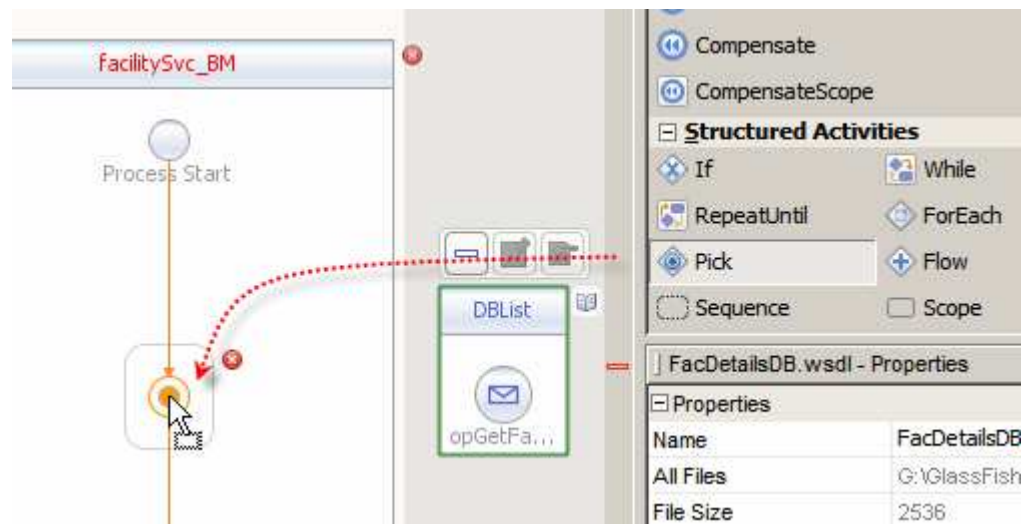 facilitySvc_BM
Process Start
DBList
opGetFa...
Compensate
CompensateScope
Structured Activities
If
While
RepeatUntil
ForEach
Pick
Flow
Sequence
Scope
FacDetailsDB.wsdl - Properties
Properties
Name FacDetailsDB
All Files G:\GlassFish
File Size 2536